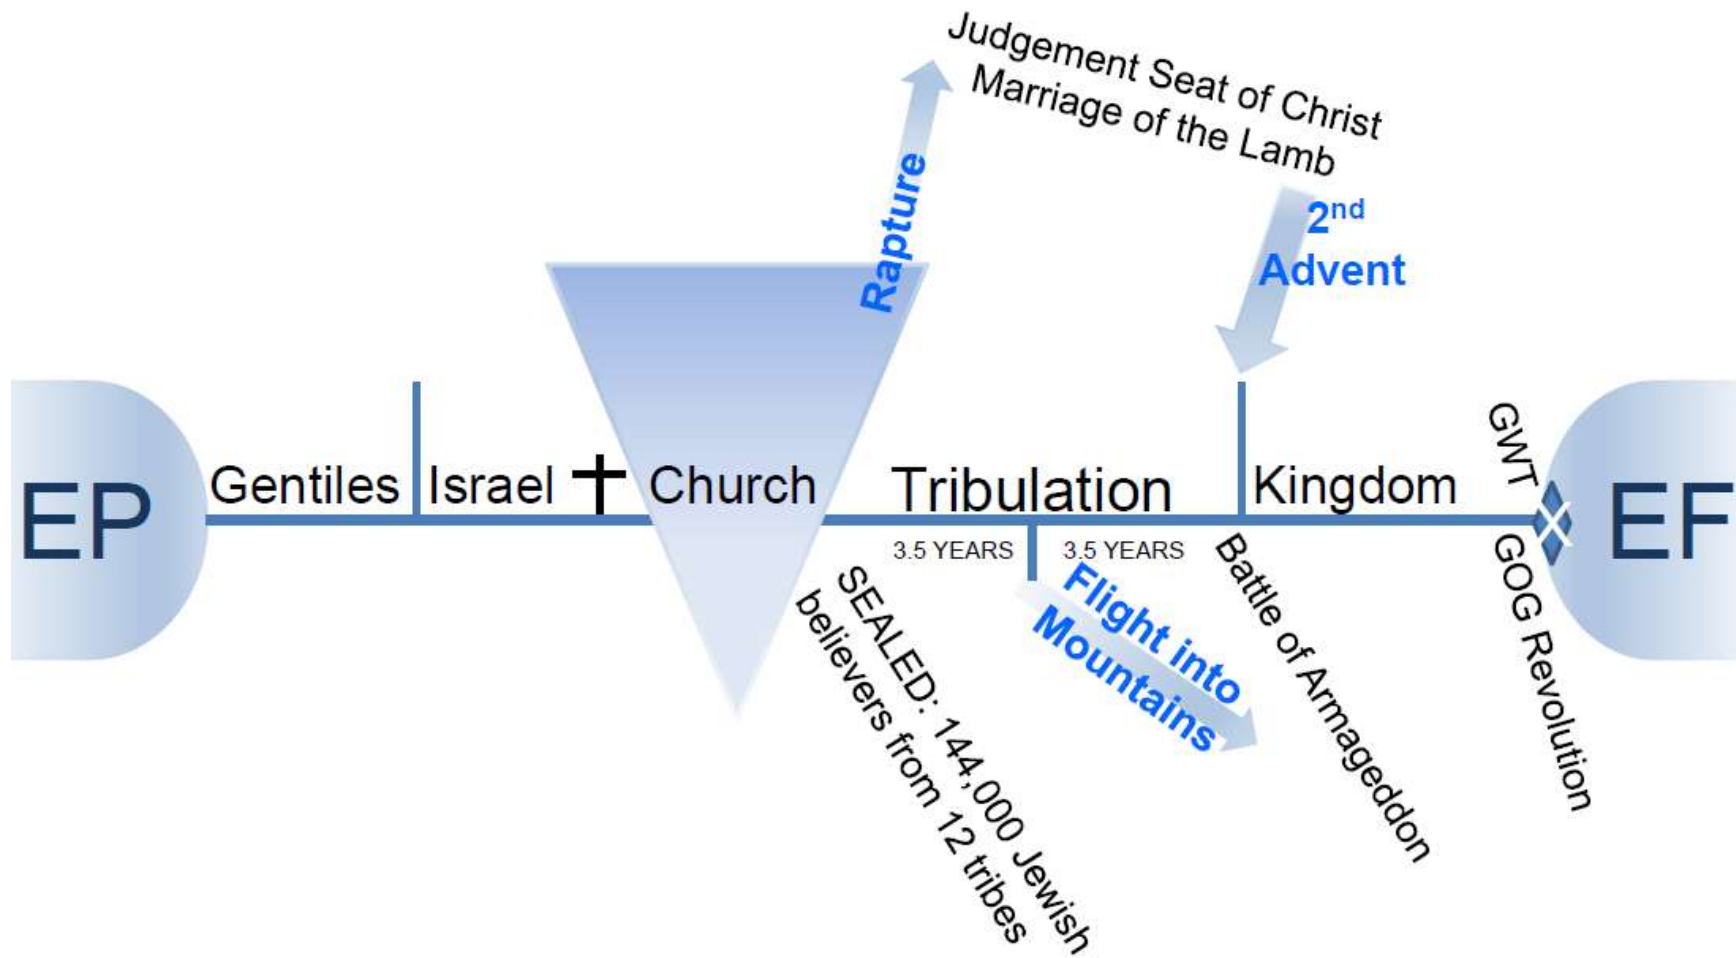 Judgement Seat of Christ
Marriage of the Lamb
Rapture
2nd
Advent
EP
Gentiles
Israel
Church
Tribulation
Kingdom
GWT
EF
3.5 YEARS
3.5 YEARS
SEALED: 144,000 Jewish
believers from 12 tribes
Flight into
Mountains
Battle of Armageddon
GOG Revolution